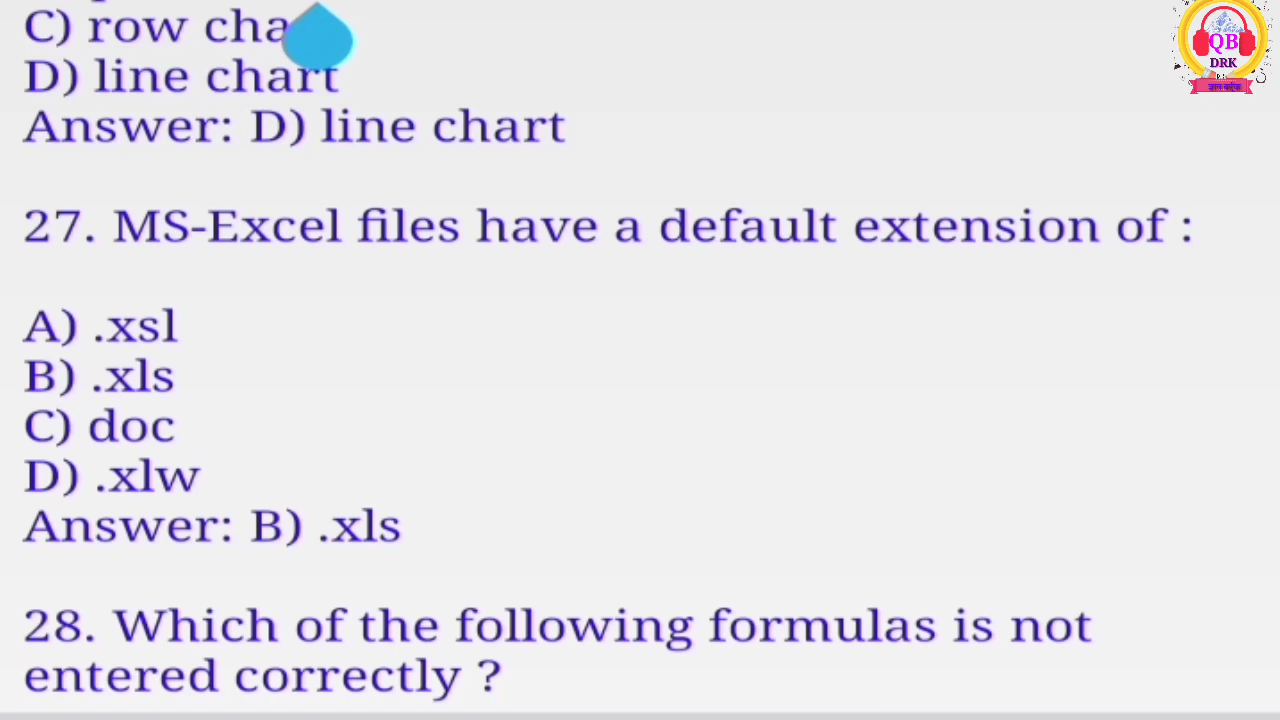 C) row cha
D) line chart
Answer: D) line chart
27. MS-Excel files have a default extension of :
A) .xsl
B) .xls
C) doc
D) .xlw
Answer: B) .xls
28. Which of the following formulas is not
entered correctly ?
QB
DRK